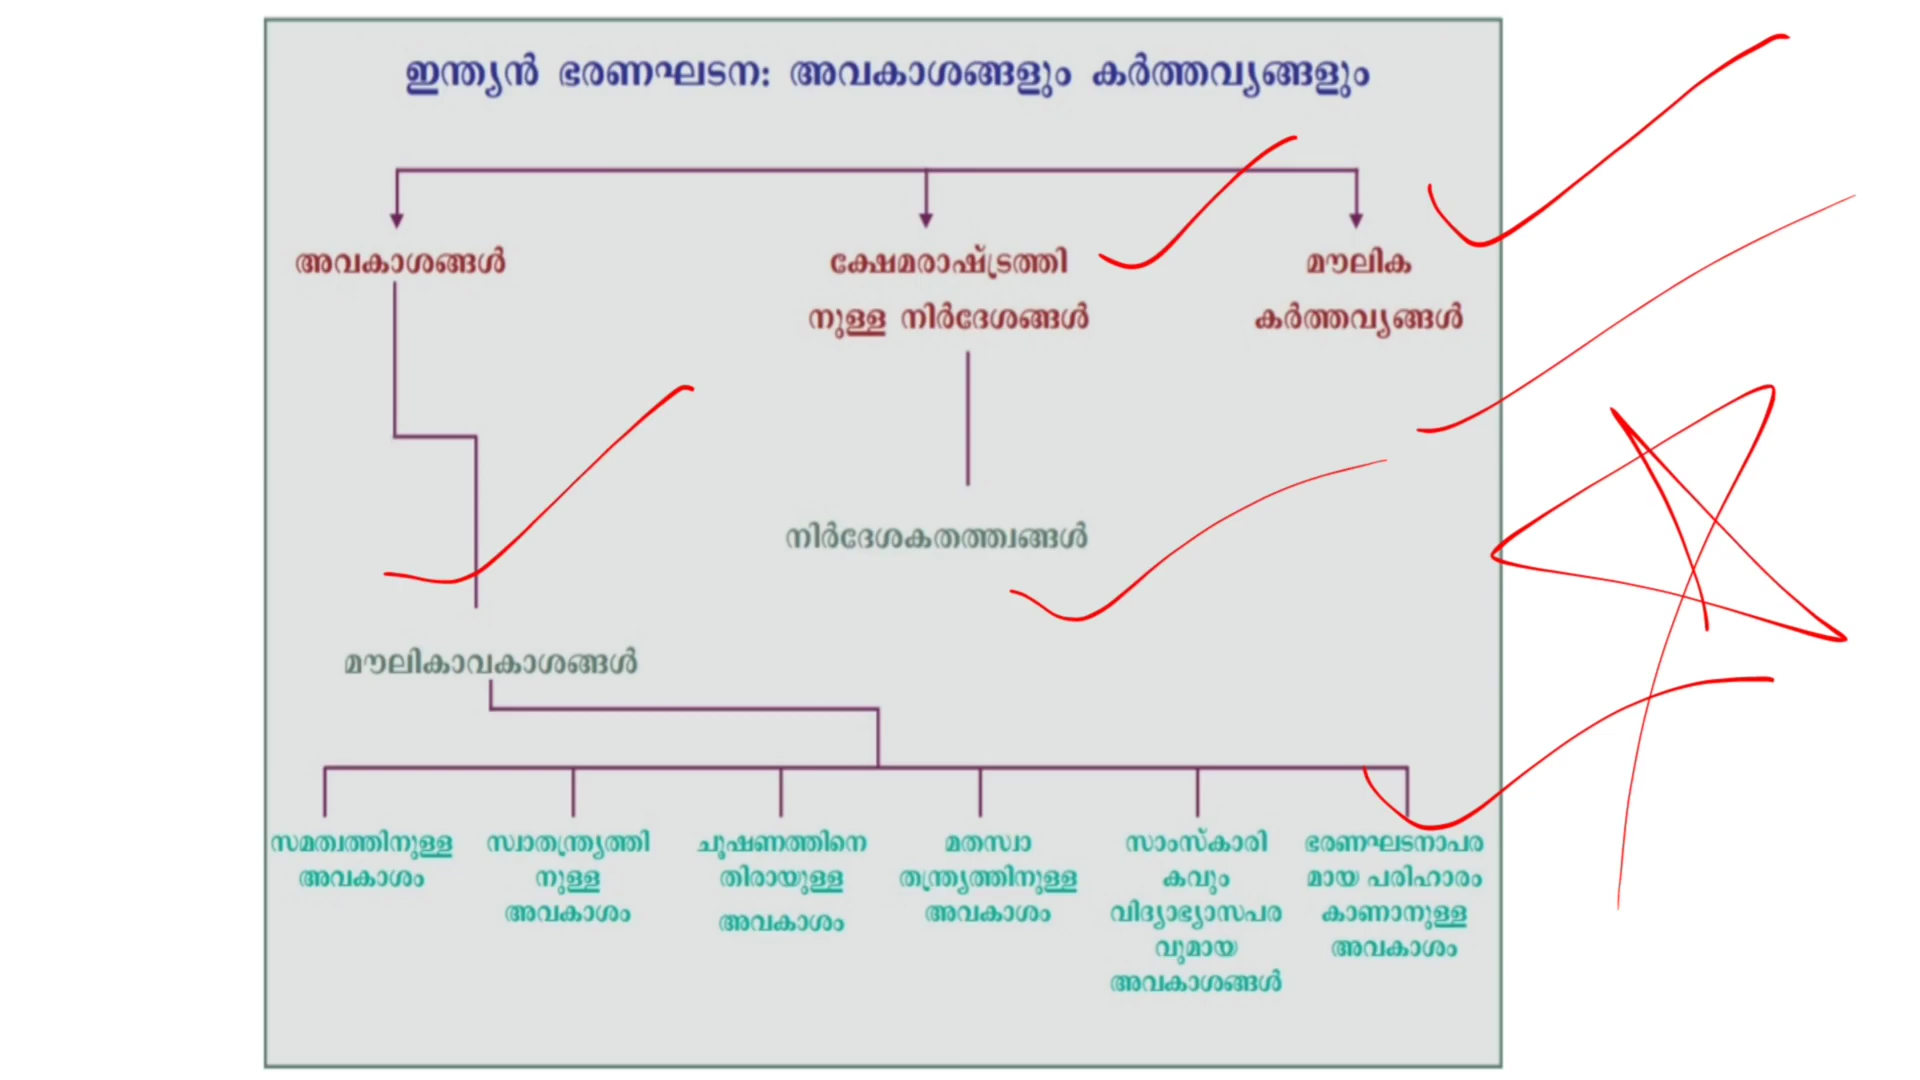 ഇന്ത്യൻ ഭരണഘടന: അവകാശങ്ങളും കർത്തവ്യങ്ങളും
അവകാശങ്ങൾ
ക്ഷേമരാഷ്ട്രത്തി
നുള്ള നിർദേശങ്ങൾ
മൗലിക
കർത്തവ്യങ്ങൾ
നിർദേശകതത്ത്വങ്ങൾ
മൗലികാവകാശങ്ങൾ
സമത്വത്തിനുള്ള
അവകാശം
സ്വാതന്ത്ര്യത്തി
നുള്ള
അവകാശം
ചൂഷണത്തിനെ
തിരായുള്ള
അവകാശം
മതസ്വാ
തന്ത്ര്യത്തിനുള്ള
അവകാശം
സാംസ്കാരി
കവും
വിദ്യാഭ്യാസപര
വുമായ
അവകാശങ്ങൾ
ഭരണഘടനാപര
മായ പരിഹാരം
കാണാനുള്ള
അവകാശം